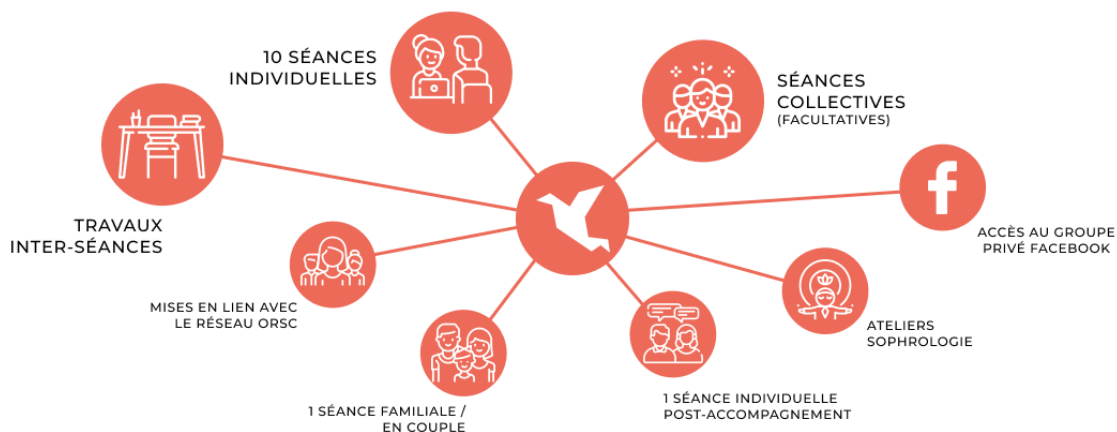 10 SÉANCES
INDIVIDUELLES
SÉANCES
COLLECTIVES
(FACULTATIVES)
TRAVAUX
INTER-SÉANCES
ACCÈS AU GROUPE
PRIVÉ FACEBOOK
MISES EN LIEN AVEC
LE RÉSEAU ORSC
ATELIERS
SOPHROLOGIE
1 SÉANCE FAMILIALE /
EN COUPLE
1 SÉANCE INDIVIDUELLE
POST-ACCOMPAGNEMENT